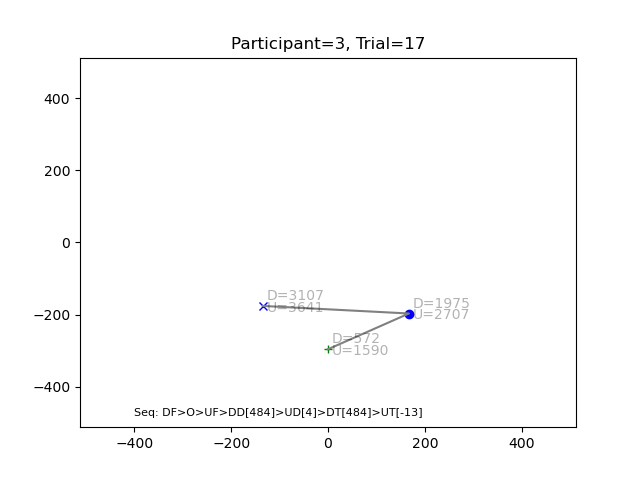 Participant=3, Trial=17
400
200
0
−200
−400
D=3107
U=3641
D=1975
U=2707
D=572
U=1590
Seq: DF>O>UF>DD[484]>UD[4]>DT[484]>UT[-13]
−400
−200
0
200
400